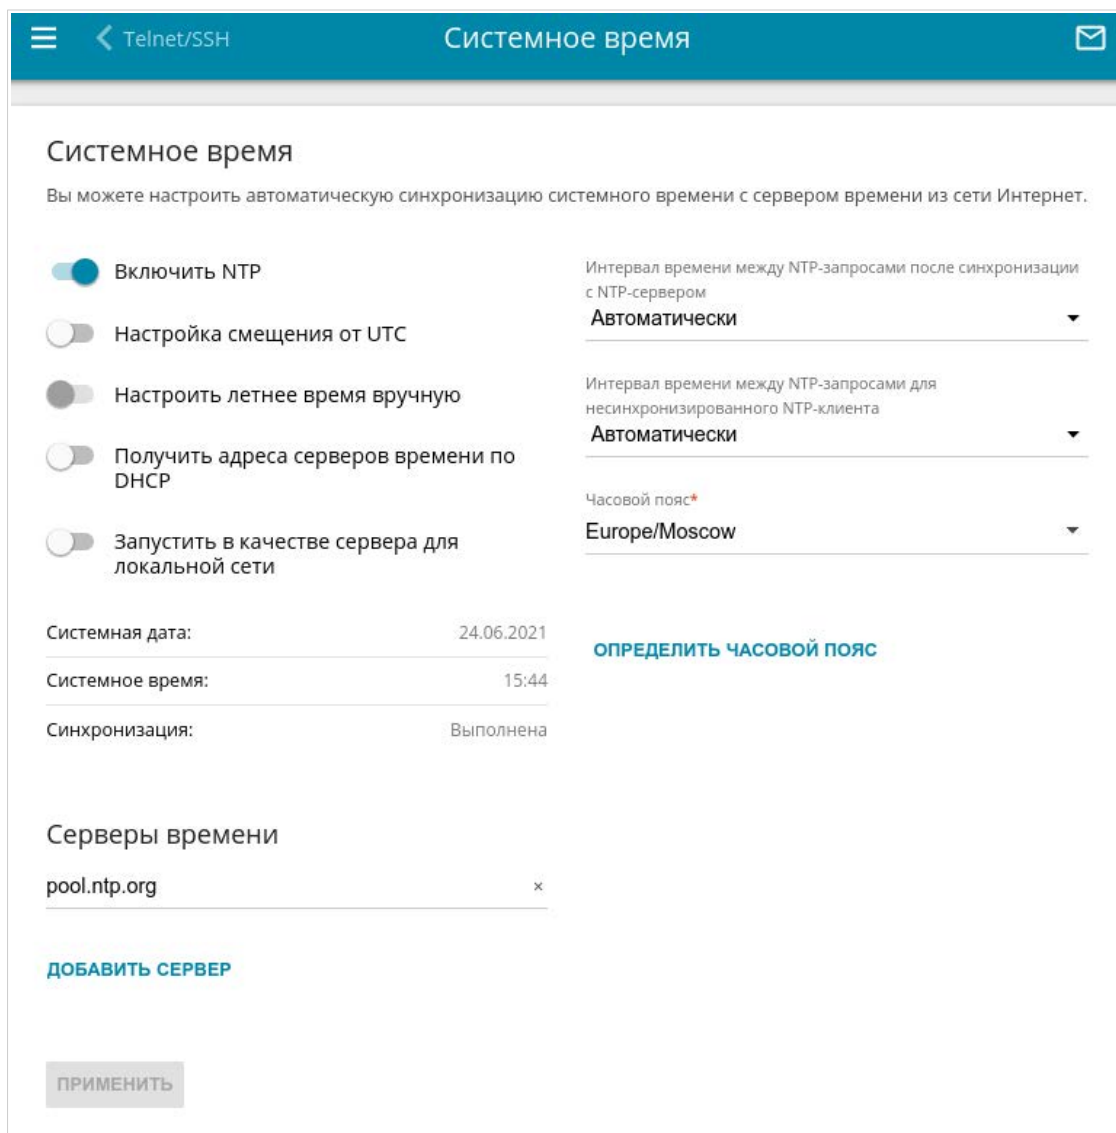 Telnet/SSH
Системное время
Системное время
Вы можете настроить автоматическую синхронизацию системного времени с сервером времени из сети Интернет.
Включить NTP
Настройка смещения от UTC
Настроить летнее время вручную
Получить адреса серверов времени по
DHCP
Запустить в качестве сервера для
локальной сети
Интервал времени между NTP-запросами после синхронизации
с NTP-сервером
Автоматически
Интервал времени между NTP-запросами для
несинхронизированного NTP-клиента
Автоматически
Часовой пояс*
Europe/Moscow
Системная дата: 24.06.2021
Системное время: 15:44
Синхронизация: Выполнена
ОПРЕДЕЛИТЬ ЧАСОВОЙ ПОЯС
Серверы времени
pool.ntp.org ×
ДОБАВИТЬ СЕРВЕР
ПРИМЕНИТЬ